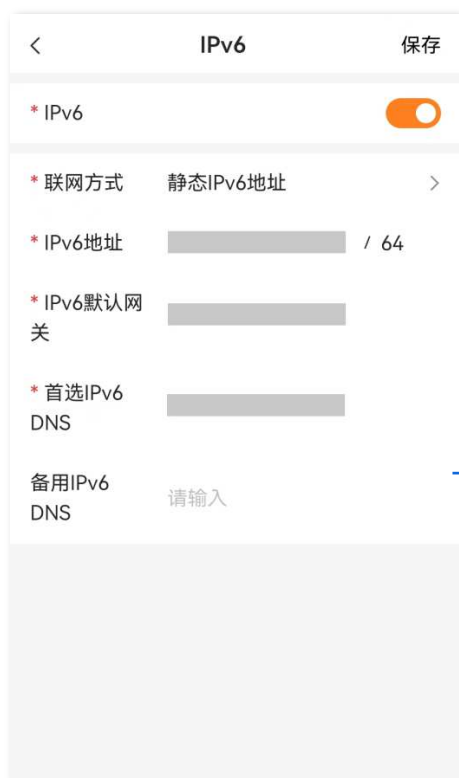 IPv6
保存
* IPv6
* 联网方式 静态IPv6地址
* IPv6地址 / 64
* IPv6默认网
关
* 首选IPv6
DNS
备用IPv6
DNS
请输入